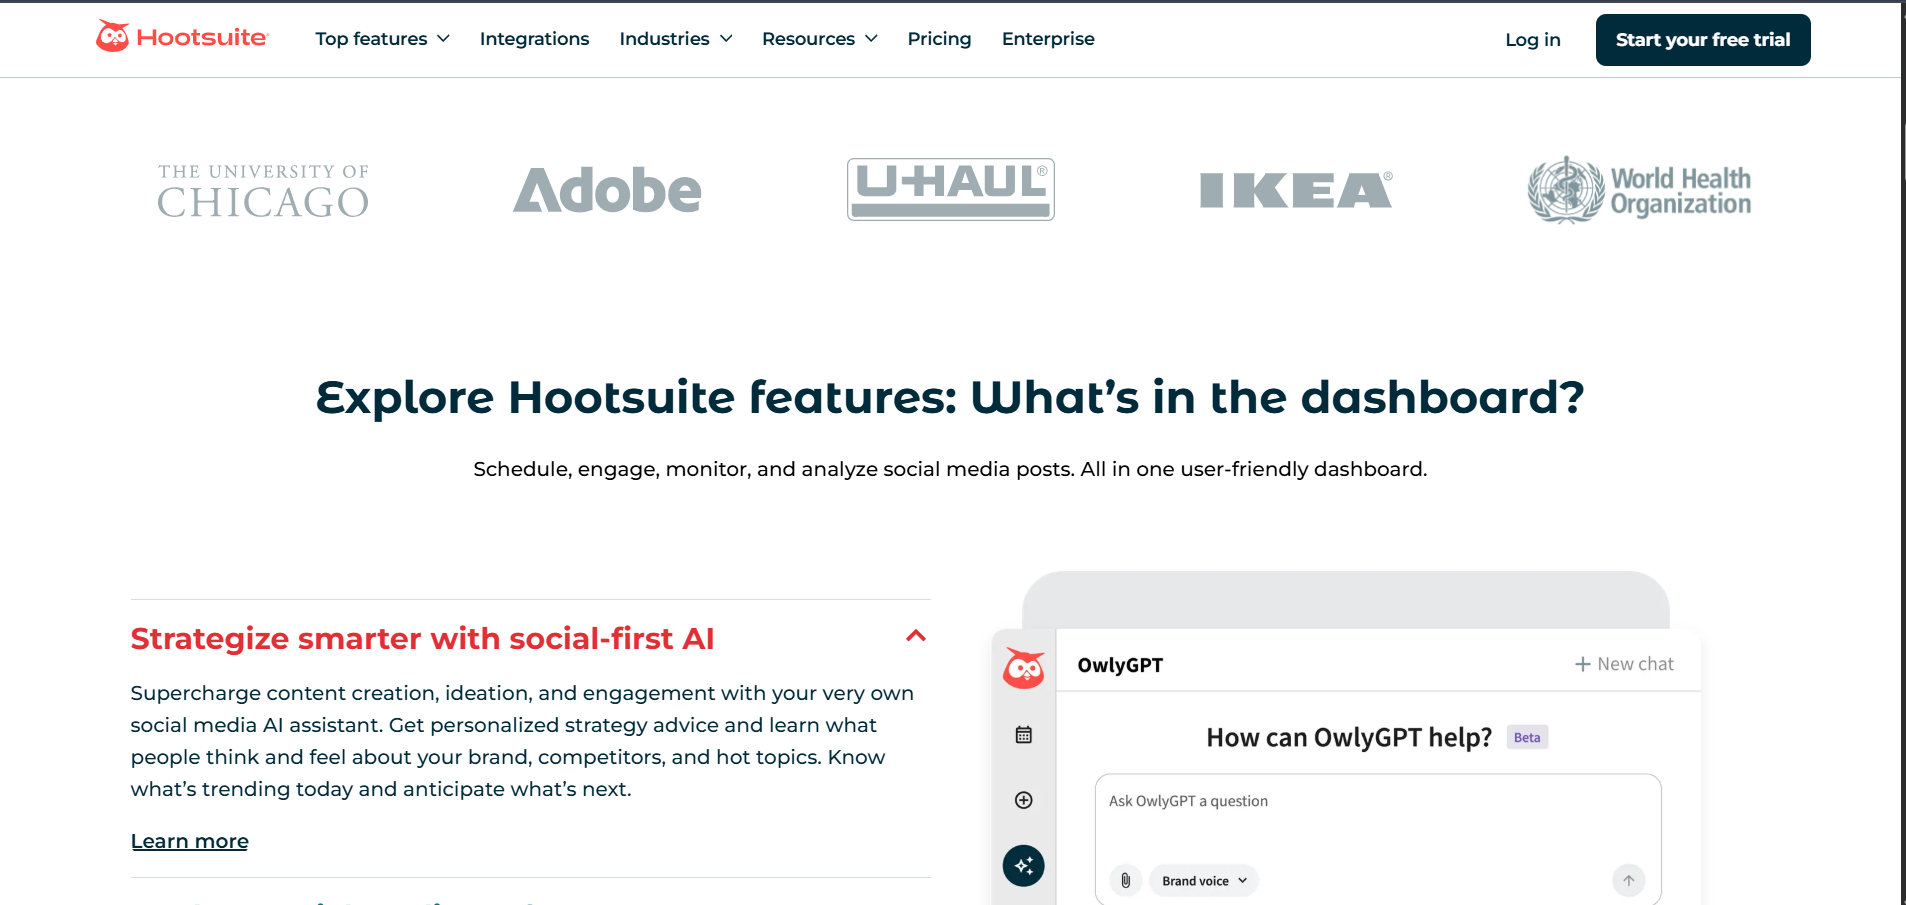 Hootsuite
Top features
Integrations
Industries
Resources
Pricing
Enterprise
Log in
Start your free trial
THE UNIVERSITY OF
CHICAGO
Adobe
U-HAUL®
IKEA®
World Health
Organization
Explore Hootsuite features: What’s in the dashboard?
Schedule, engage, monitor, and analyze social media posts. All in one user-friendly dashboard.
Strategize smarter with social-first AI
Supercharge content creation, ideation, and engagement with your very own
social media AI assistant. Get personalized strategy advice and learn what
people think and feel about your brand, competitors, and hot topics. Know
what’s trending today and anticipate what’s next.
Learn more
OwlyGPT
+ New chat
How can OwlyGPT help? Beta
Ask OwlyGPT a question
Brand voice